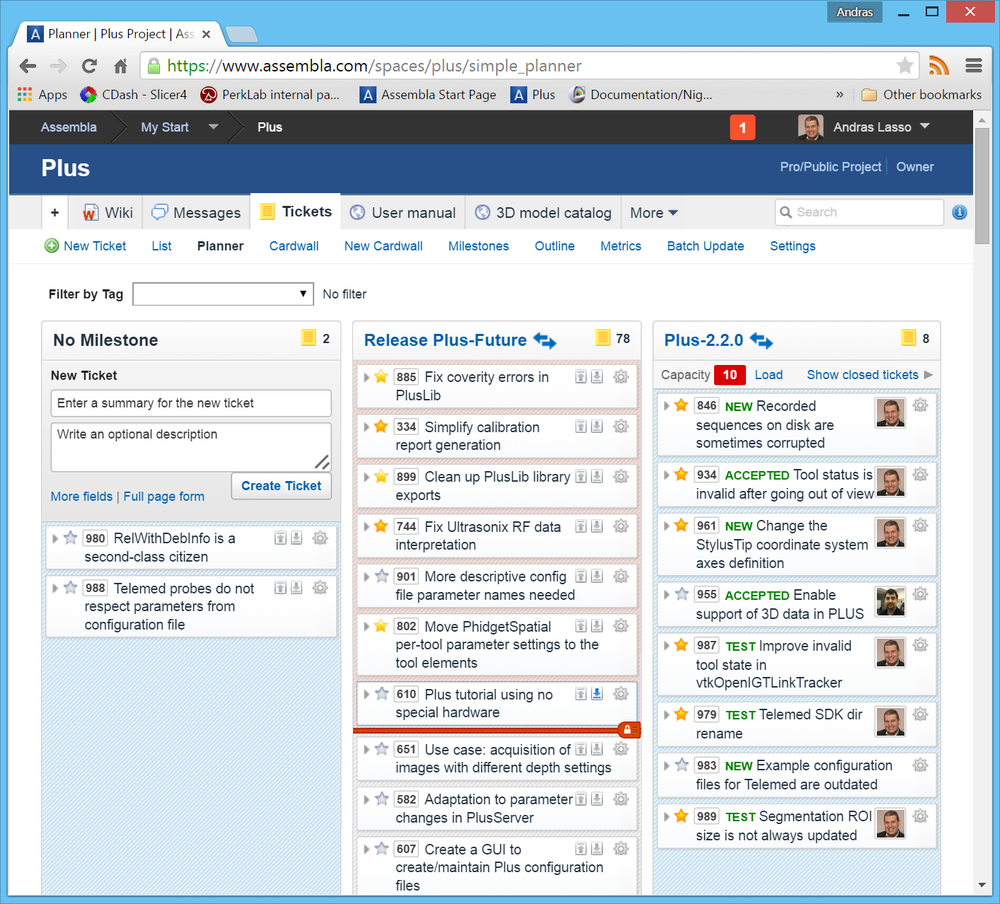 Andras
Planner | Plus Project | Ass
https://www.assembla.com/spaces/plus/simple_planner
Apps
CDash - Slicer4
PerkLab internal pa...
Assembla Start Page
Plus
Documentation/Nig...
»
Other bookmarks
Assembla
My Start
Plus
1
Andras Lasso
Plus
Pro/Public Project
Owner
+
Wiki
Messages
Tickets
User manual
3D model catalog
More
Search
New Ticket
List
Planner
Cardwall
New Cardwall
Milestones
Outline
Metrics
Batch Update
Settings
Filter by Tag
No filter
No Milestone
2
New Ticket
Enter a summary for the new ticket
Write an optional description
More fields | Full page form
Create Ticket
980 RelWithDebInfo is a
second-class citizen
988 Telemed probes do not
respect parameters from
configuration file
Release Plus-Future
78
885 Fix coverity errors in
PlusLib
334 Simplify calibration
report generation
899 Clean up PlusLib library
exports
744 Fix Ultrasonix RF data
interpretation
901 More descriptive config
file parameter names needed
802 Move PhidgetSpatial
per-tool parameter settings to the
tool elements
610 Plus tutorial using no
special hardware
651 Use case: acquisition of
images with different depth settings
582 Adaptation to parameter
changes in PlusServer
607 Create a GUI to
create/maintain Plus configuration
files
Plus-2.2.0
8
Capacity 10 Load
Show closed tickets
846 NEW Recorded
sequences on disk are
sometimes corrupted
934 ACCEPTED Tool status is
invalid after going out of view
961 NEW Change the
StylusTip coordinate system
axes definition
955 ACCEPTED Enable
support of 3D data in PLUS
987 TEST Improve invalid
tool state in
vtkOpenIGTLinkTracker
979 TEST Telemed SDK dir
rename
983 NEW Example configuration
files for Telemed are outdated
989 TEST Segmentation ROI
size is not always updated